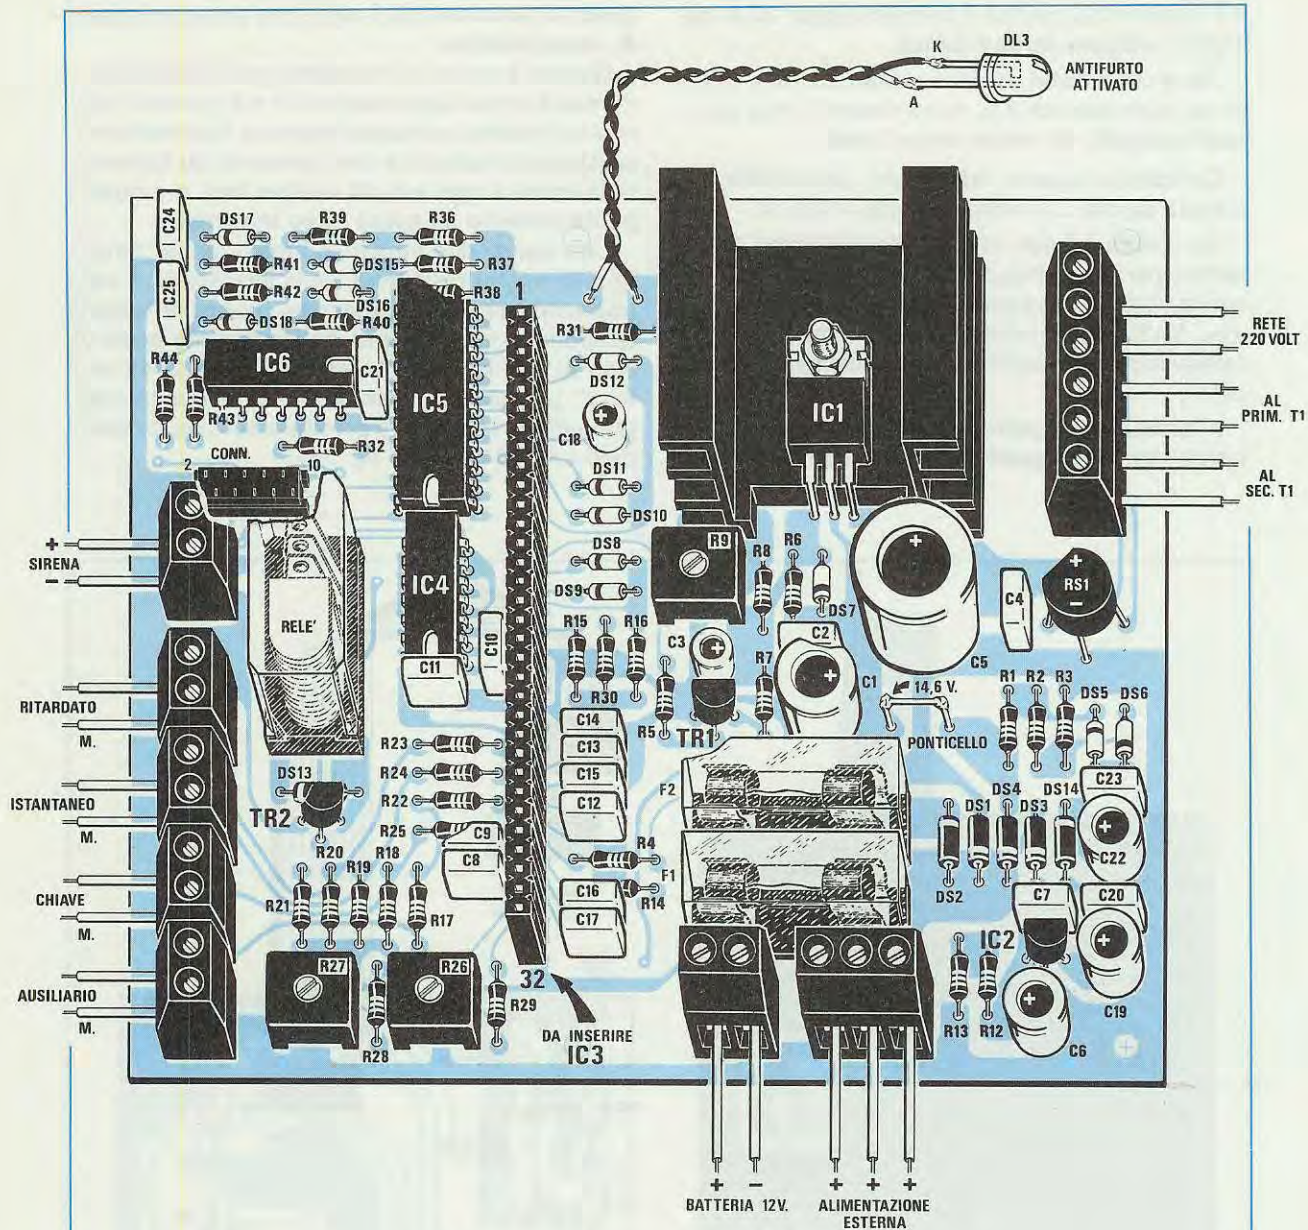 K
DL3
ANTIFURTO
ATTIVATO
A
C24
DS17
R39
R36
R41
DS15
R37
C25
R42
DS16
R38
1
DS18
R40
R31
RETE
220 VOLT
R44
IC6
C21
DS12
IC5
IC1
AL
PRIM. T1
R43
C18
CONN.
R32
2
10
DS11
AL
SEC. T1
DS10
+
SIRENA
−
R9
R8
R6
DS8
IC4
DS9
DS7
C4
+
RS1
−
RELE'
R15
R16
C3
C2
C10
C11
R7
C5
R30
C1
R1
R2
R3
DS5
DS6
14,6 V.
RITARDATO
M.
C14
R5
TR1
PONTICELLO
R23
C13
R24
C15
DS13
F2
C23
ISTANTANEO
M.
R22
C12
DS4
DS14
DS1
DS3
TR2
R25
C9
R4
C22
R20
R18
R19
C8
F1
DS2
CHIAVE
M.
R21
R17
C16
R14
C7
C20
C17
IC2
R27
R26
32
AUSILIARIO
M.
R29
DA INSERIRE
IC3
R28
R13
R12
C19
C6
+
−
+
+
+
BATTERIA 12V.
ALIMENTAZIONE
ESTERNA